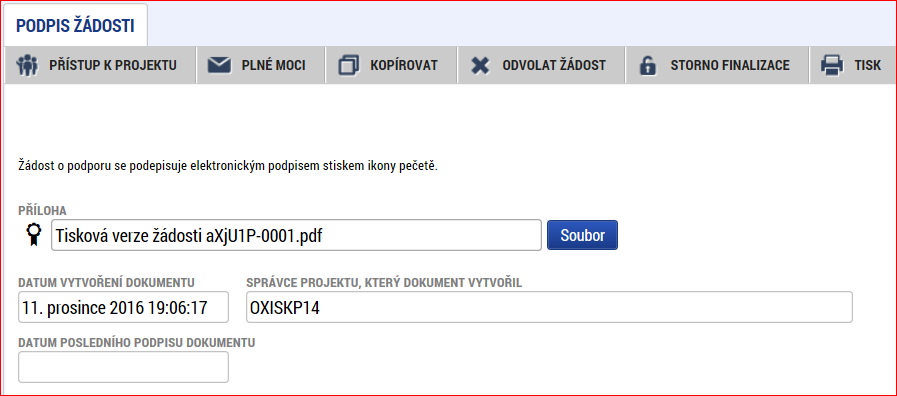 PODPIS ŽÁDOSTI
PŘÍSTUP K PROJEKTU PLNÉ MOCI KOPÍROVAT ODVOLAT ŽÁDOST STORNO FINALIZACE TISK
Žádost o podporu se podepisuje elektronickým podpisem stiskem ikony pečetě.
PŘÍLOHA
Tisková verze žádosti aXjU1P-0001.pdf Soubor
DATUM VYTVOŘENÍ DOKUMENTU SPRÁVCE PROJEKTU, KTERÝ DOKUMENT VYTVOŘIL
11. prosince 2016 19:06:17 OXISKP14
DATUM POSLEDNÍHO PODPISU DOKUMENTU